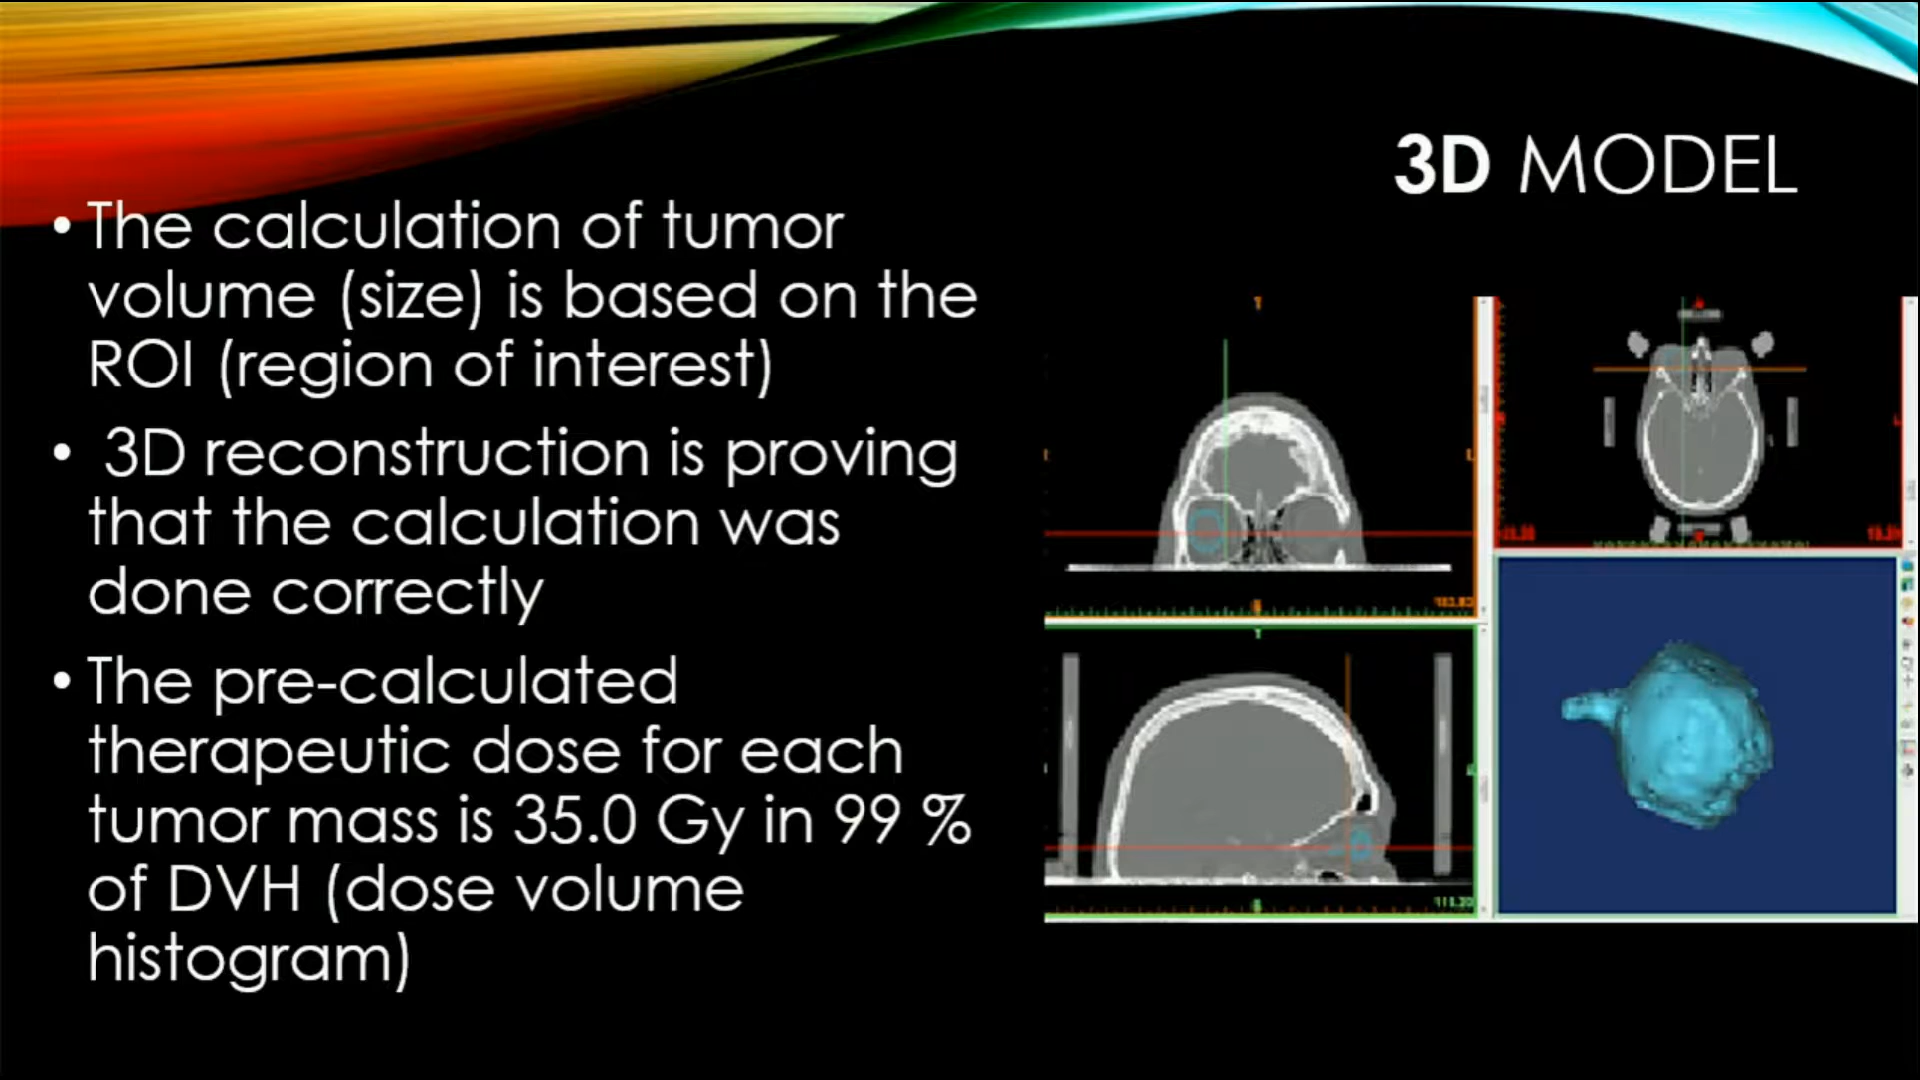 3D MODEL
• The calculation of tumor
volume (size) is based on the
ROI (region of interest)
• 3D reconstruction is proving
that the calculation was
done correctly
• The pre-calculated
therapeutic dose for each
tumor mass is 35.0 Gy in 99 %
of DVH (dose volume
histogram)